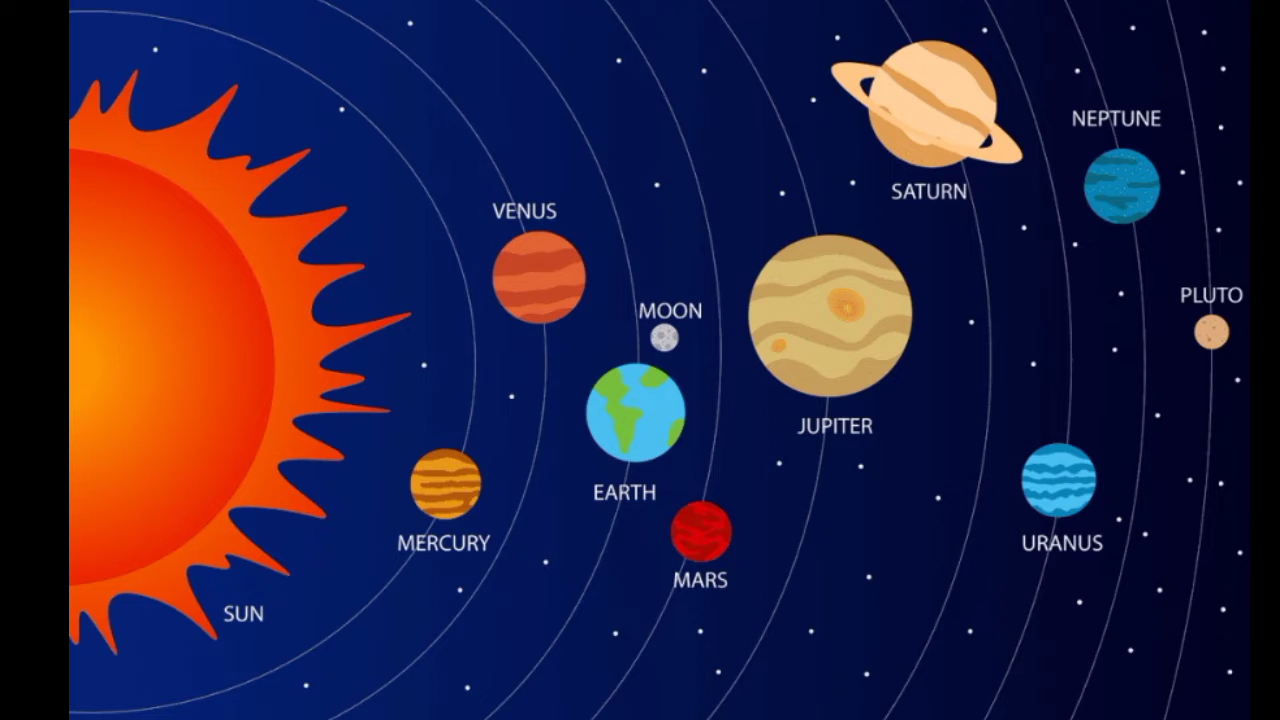 NEPTUNE
SATURN
VENUS
PLUTO
MOON
JUPITER
EARTH
MERCURY
URANUS
MARS
SUN